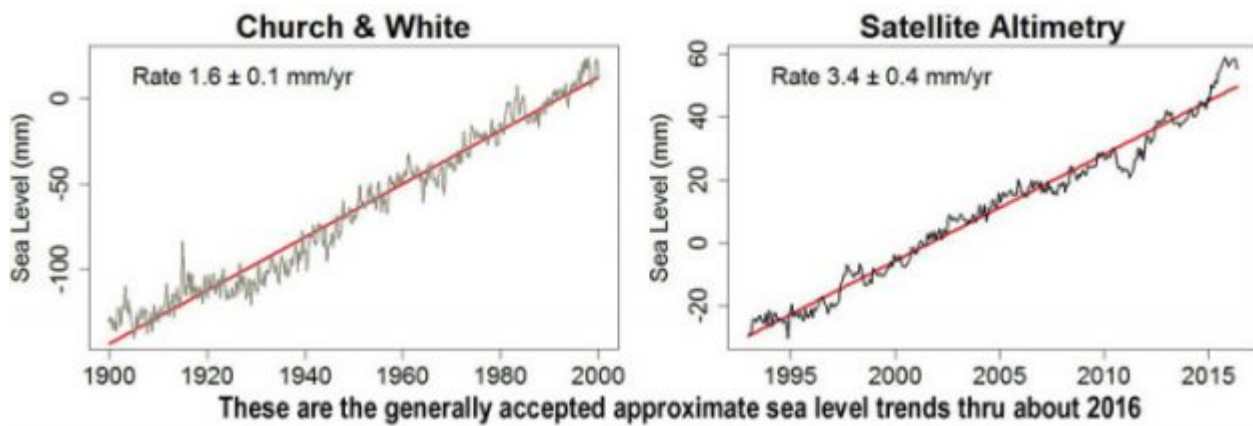 Church & White
Rate 1.6 ± 0.1 mm/yr
Sea Level (mm)
0
-50
-100
1900
1920
1940
1960
1980
2000
Satellite Altimetry
Rate 3.4 ± 0.4 mm/yr
Sea Level (mm)
60
40
20
0
-20
1995
2000
2005
2010
2015
These are the generally accepted approximate sea level trends thru about 2016